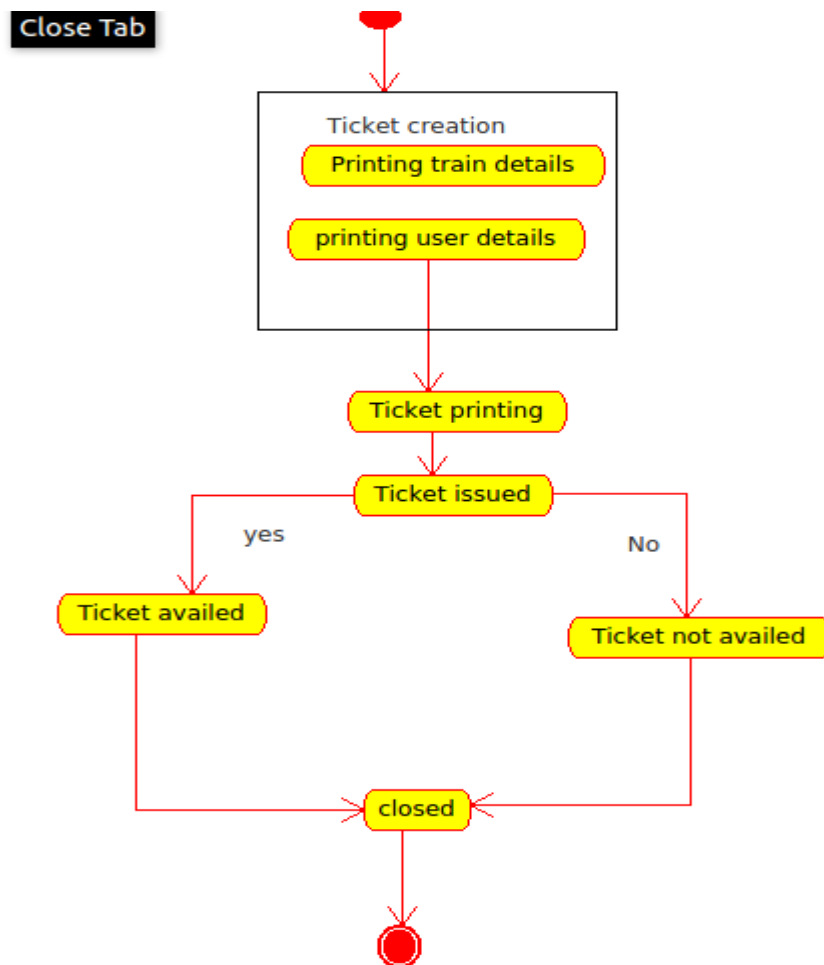 Close Tab
Ticket creation
Printing train details
printing user details
Ticket printing
Ticket issued
yes
No
Ticket availed
Ticket not availed
closed